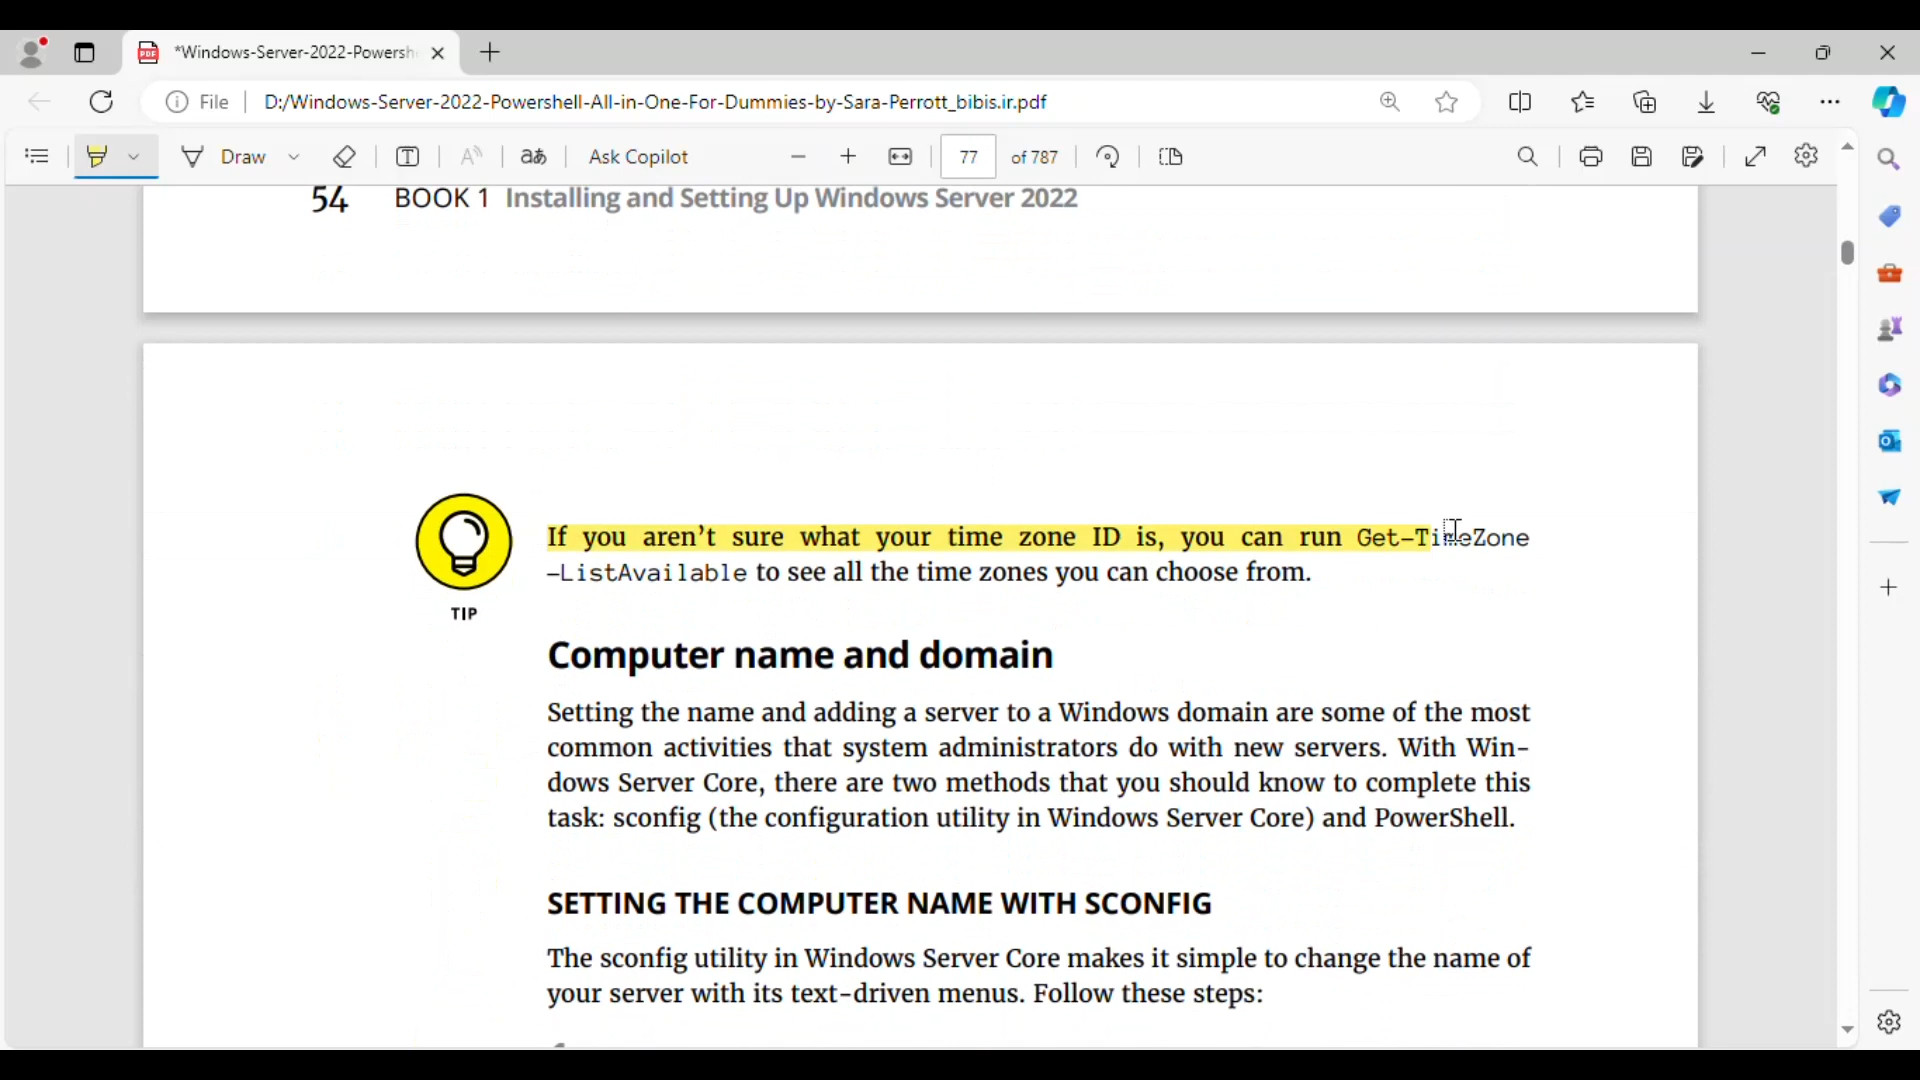 *Windows-Server-2022-Powersh
File
D:/Windows-Server-2022-Powershell-All-in-One-For-Dummies-by-Sara-Perrott_bibis.ir.pdf
Draw
Ask Copilot
77
of 787
54 BOOK 1 Installing and Setting Up Windows Server 2022
If you aren't sure what your time zone ID is, you can run Get-TimeZone
-ListAvailable to see all the time zones you can choose from.
TIP
Computer name and domain
Setting the name and adding a server to a Windows domain are some of the most
common activities that system administrators do with new servers. With Win-
dows Server Core, there are two methods that you should know to complete this
task: sconfig (the configuration utility in Windows Server Core) and PowerShell.
SETTING THE COMPUTER NAME WITH SCONFIG
The sconfig utility in Windows Server Core makes it simple to change the name of
your server with its text-driven menus. Follow these steps: